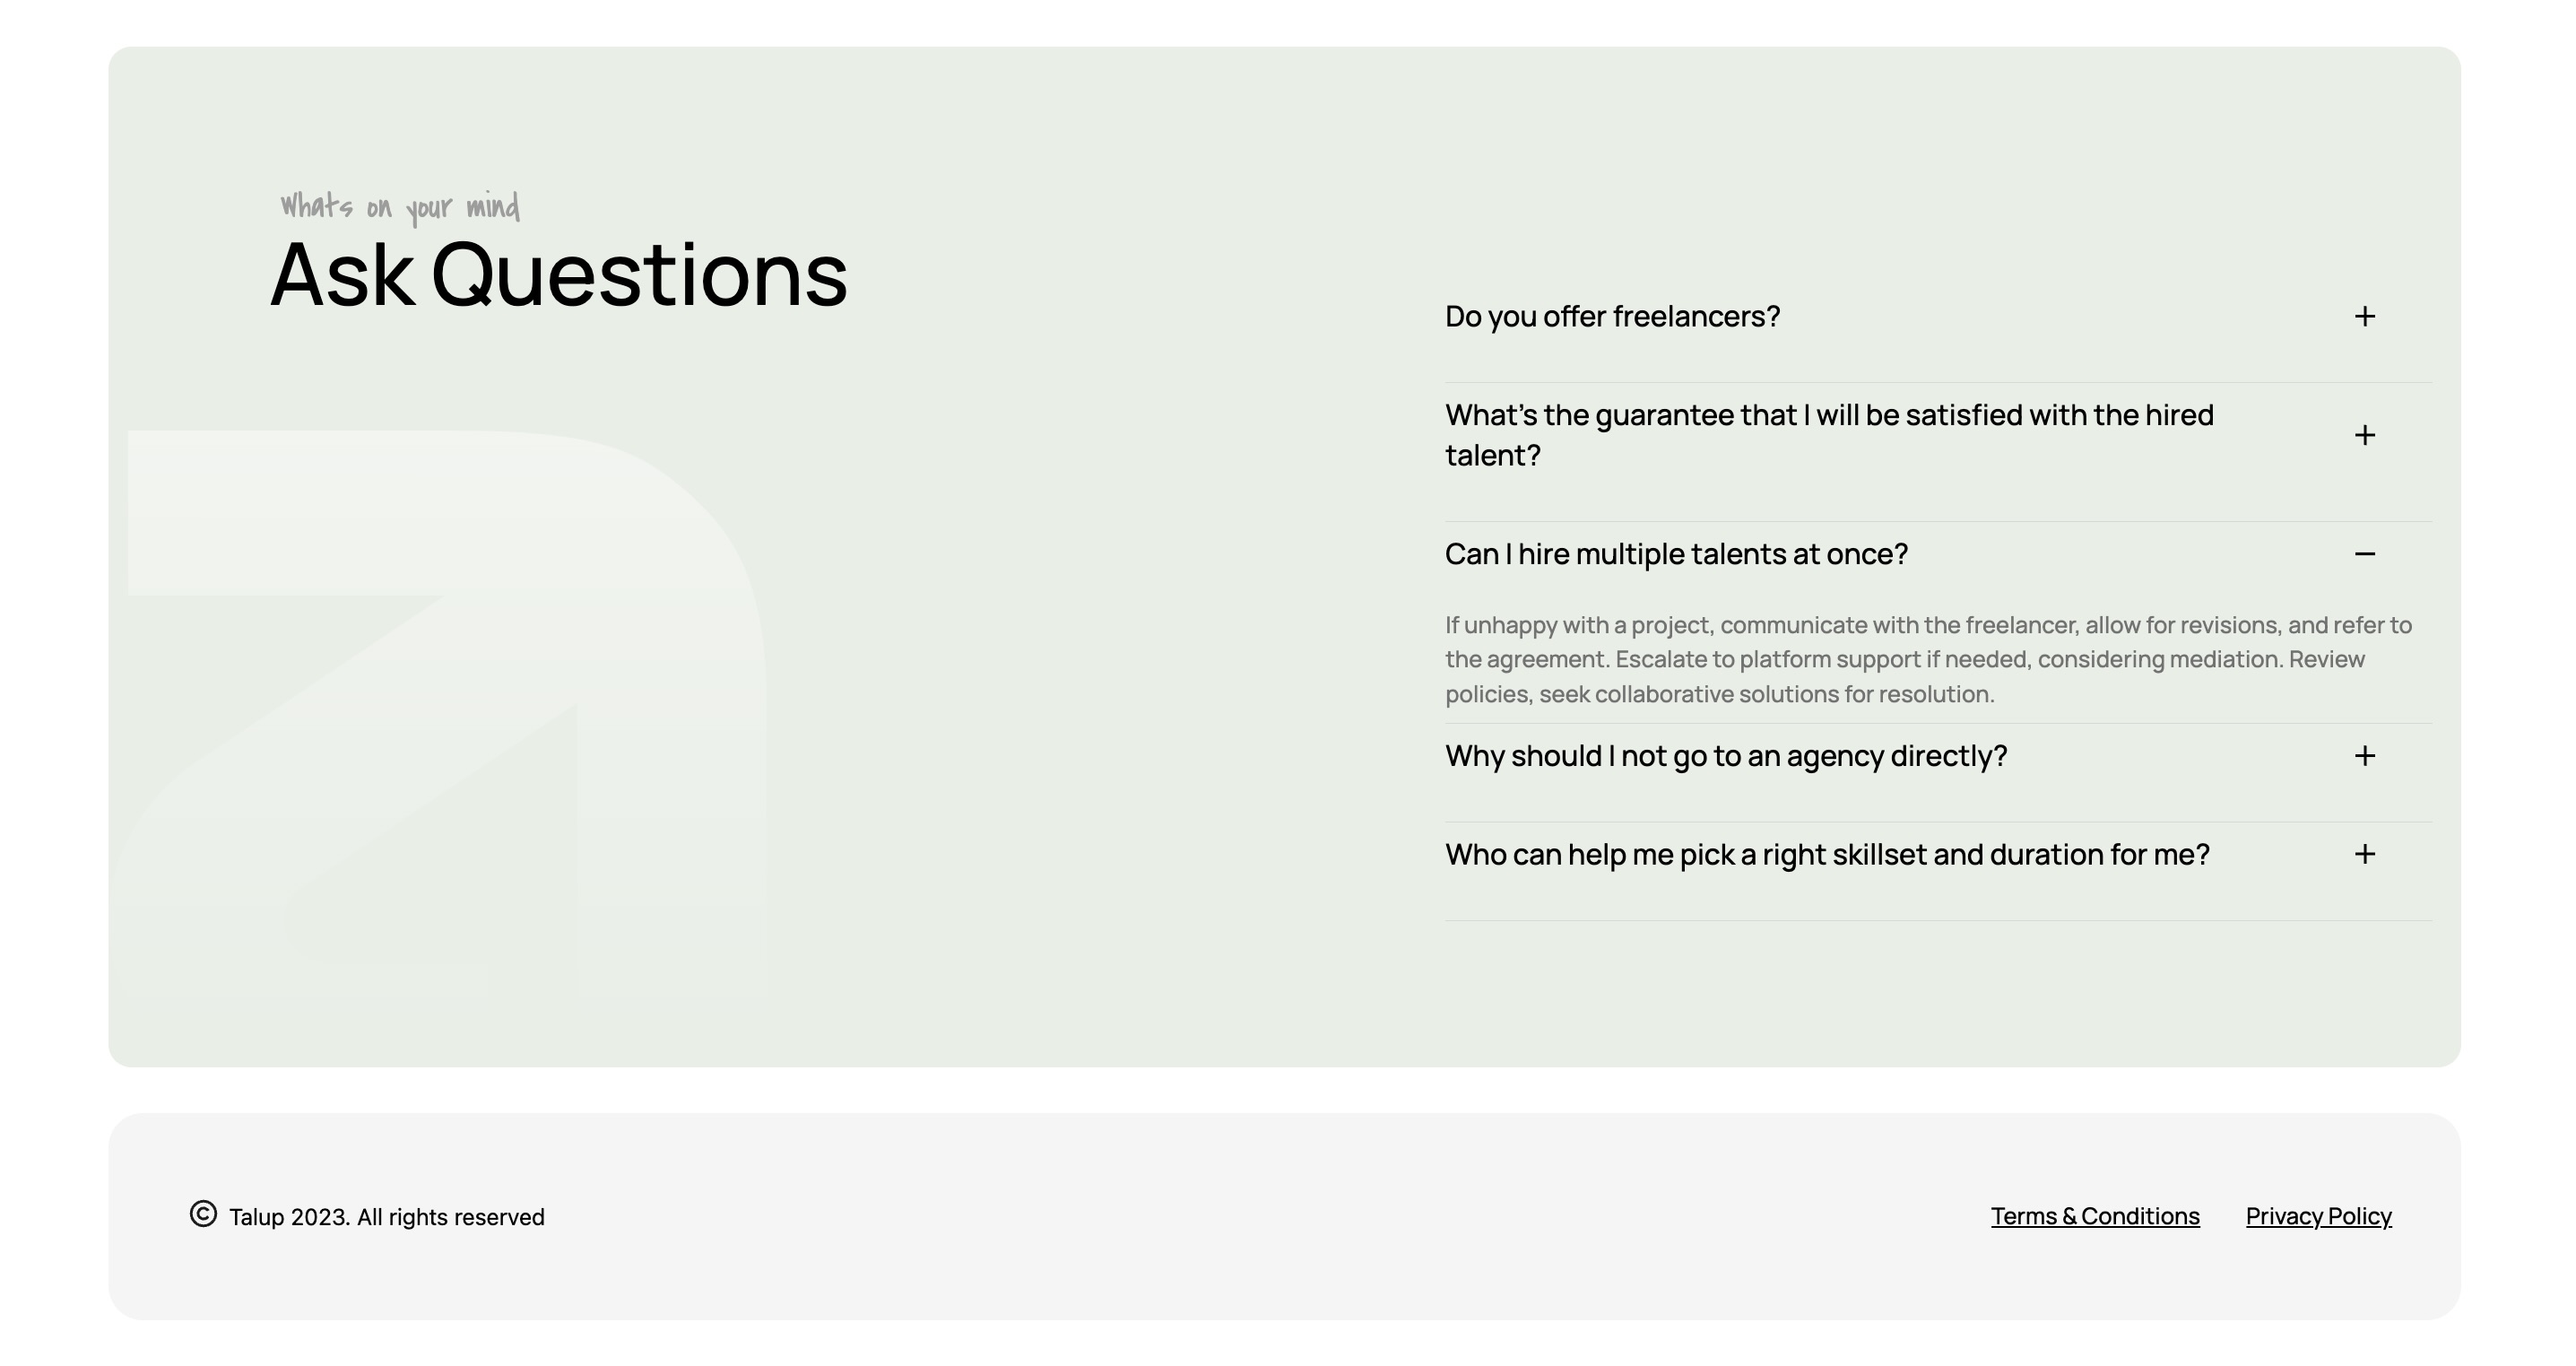 Whats on your mind
Ask Questions
Do you offer freelancers?
What's the guarantee that I will be satisfied with the hired
talent?
Can I hire multiple talents at once?
If unhappy with a project, communicate with the freelancer, allow for revisions, and refer to
the agreement. Escalate to platform support if needed, considering mediation. Review
policies, seek collaborative solutions for resolution.
Why should I not go to an agency directly?
Who can help me pick a right skillset and duration for me?
© Talup 2023. All rights reserved
Terms & Conditions Privacy Policy